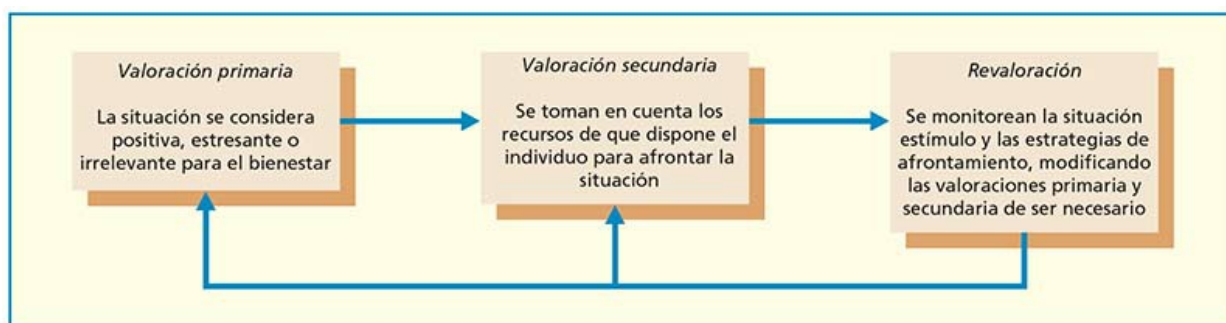 Valoración primaria
La situación se considera
positiva, estresante o
irrelevante para el bienestar
Valoración secundaria
Se toman en cuenta los
recursos de que dispone el
individuo para afrontar la
situación
Revaloración
Se monitorean la situación
estímulo y las estrategias de
afrontamiento, modificando
las valoraciones primaria y
secundaria de ser necesario